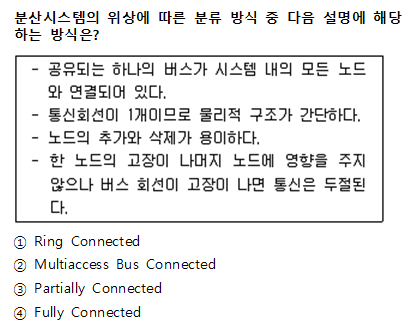 분산시스템의 위상에 따른 분류 방식 중 다음 설명에 해당
하는 방식은?
- 공유되는 하나의 버스가 시스템 내의 모든 노드
와 연결되어 있다.
- 통신회선이 1개이므로 물리적 구조가 간단하다.
- 노드의 추가와 삭제가 용이하다.
- 한 노드의 고장이 나머지 노드에 영향을 주지
않으나 버스 회선이 고장이 나면 통신은 두절된
다.
① Ring Connected
② Multiaccess Bus Connected
③ Partially Connected
④ Fully Connected